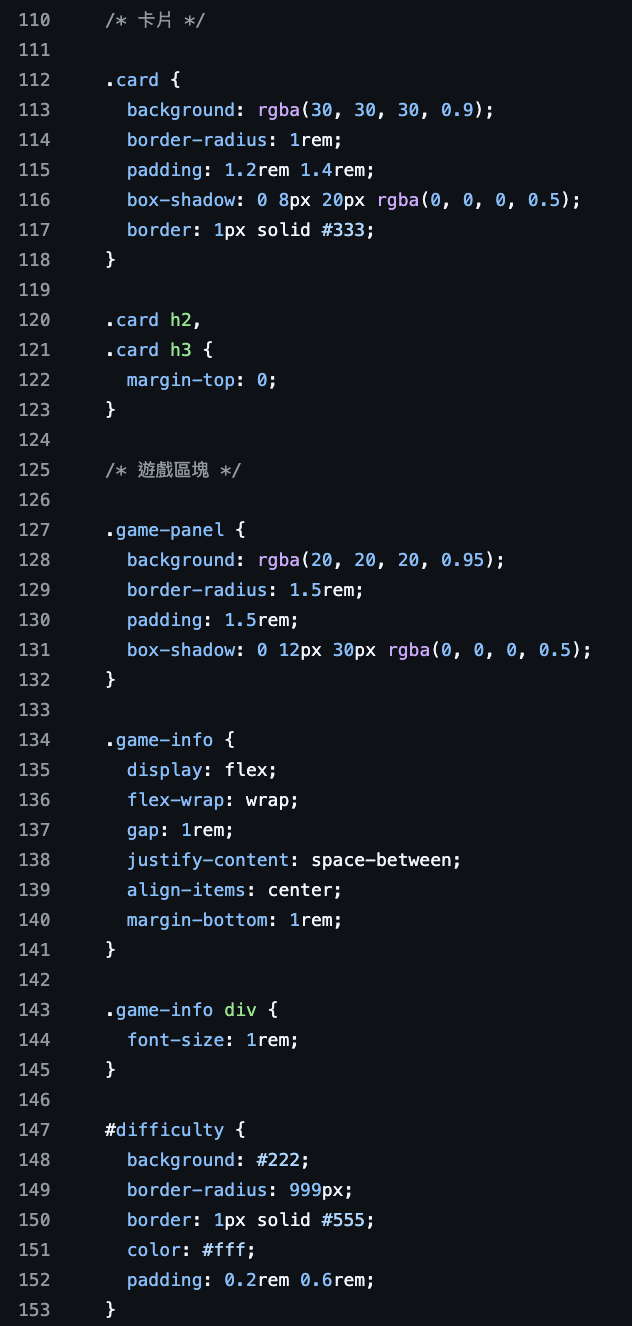 110 /* 卡片 */
111
112 .card {
113   background: rgba(30, 30, 30, 0.9);
114   border-radius: 1rem;
115   padding: 1.2rem 1.4rem;
116   box-shadow: 0 8px 20px rgba(0, 0, 0, 0.5);
117   border: 1px solid #333;
118 }
119
120 .card h2,
121 .card h3 {
122   margin-top: 0;
123 }
124
125 /* 遊戲區塊 */
126
127 .game-panel {
128   background: rgba(20, 20, 20, 0.95);
129   border-radius: 1.5rem;
130   padding: 1.5rem;
131   box-shadow: 0 12px 30px rgba(0, 0, 0, 0.5);
132 }
133
134 .game-info {
135   display: flex;
136   flex-wrap: wrap;
137   gap: 1rem;
138   justify-content: space-between;
139   align-items: center;
140   margin-bottom: 1rem;
141 }
142
143 .game-info div {
144   font-size: 1rem;
145 }
146
147 #difficulty {
148   background: #222;
149   border-radius: 999px;
150   border: 1px solid #555;
151   color: #fff;
152   padding: 0.2rem 0.6rem;
153 }